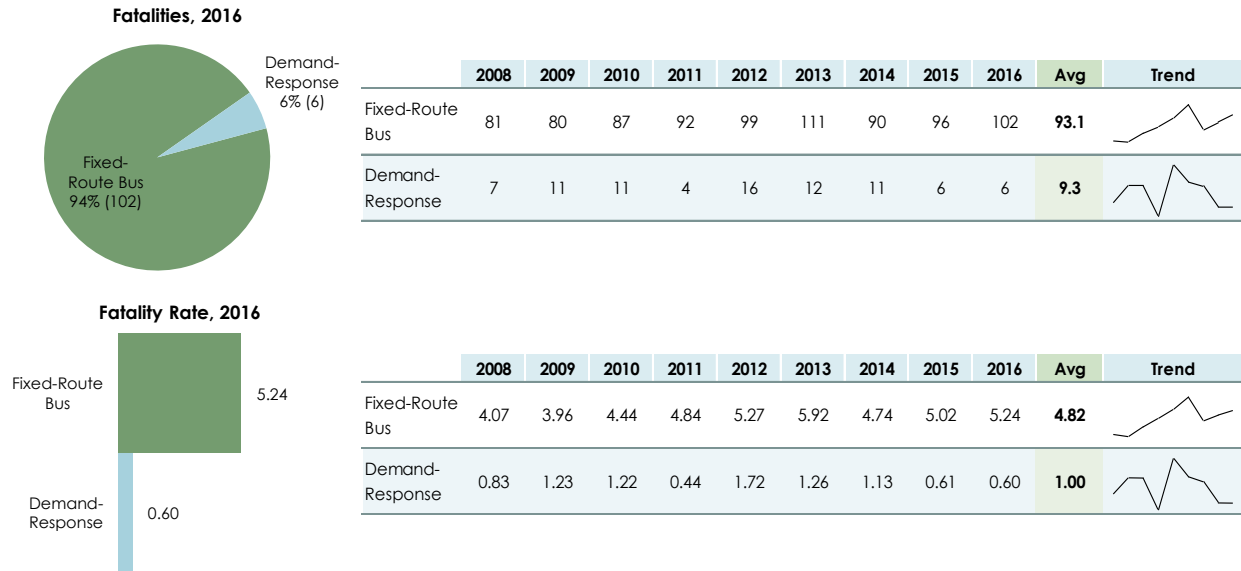 Fatalities, 2016
Demand-
Response
6% (6)
Fixed-
Route Bus
94% (102)
2008 2009 2010 2011 2012 2013 2014 2015 2016 Avg Trend
Fixed-Route
Bus
81 80 87 92 99 111 90 96 102 93.1
Demand-
Response
7 11 11 4 16 12 11 6 6 9.3
Fatality Rate, 2016
Fixed-Route
Bus
5.24
Demand-
Response
0.60
2008 2009 2010 2011 2012 2013 2014 2015 2016 Avg Trend
Fixed-Route
Bus
4.07 3.96 4.44 4.84 5.27 5.92 4.74 5.02 5.24 4.82
Demand-
Response
0.83 1.23 1.22 0.44 1.72 1.26 1.13 0.61 0.60 1.00